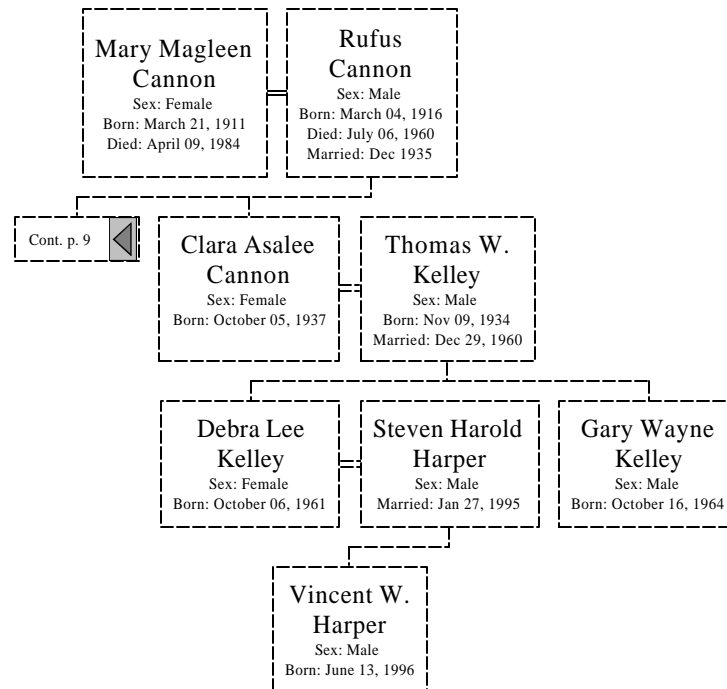 Mary Magleen
Cannon
Sex: Female
Born: March 21, 1911
Died: April 09, 1984
Rufus
Cannon
Sex: Male
Born: March 04, 1916
Died: July 06, 1960
Married: Dec 1935
Cont. p. 9
Clara Asalee
Cannon
Sex: Female
Born: October 05, 1937
Thomas W.
Kelley
Sex: Male
Born: Nov 09, 1934
Married: Dec 29, 1960
Debra Lee
Kelley
Sex: Female
Born: October 06, 1961
Steven Harold
Harper
Sex: Male
Married: Jan 27, 1995
Gary Wayne
Kelley
Sex: Male
Born: October 16, 1964
Vincent W.
Harper
Sex: Male
Born: June 13, 1996